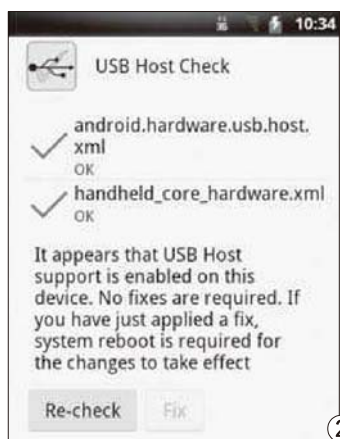 10:34
USB Host Check
android.hardware.usb.host.
xml
OK
handheld_core_hardware.xml
OK
It appears that USB Host
support is enabled on this
device. No fixes are required. If
you have just applied a fix,
system reboot is required for
the changes to take effect
Re-check Fix
2